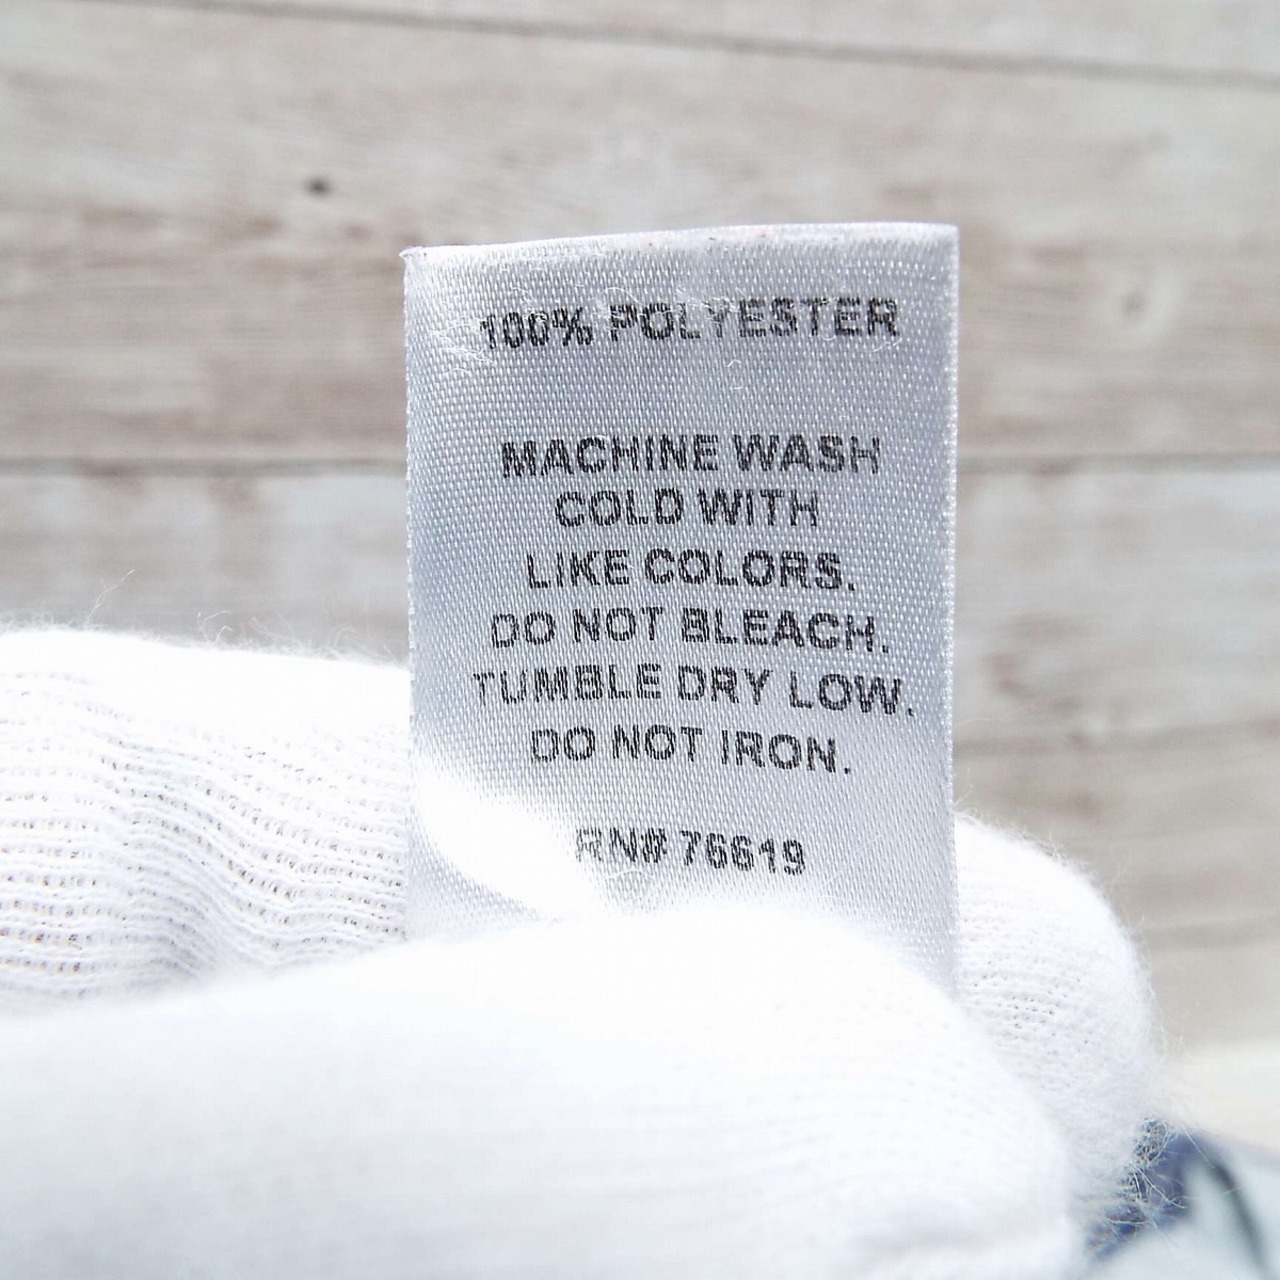 100% POLYESTER
MACHINE WASH
COLD WITH
LIKE COLORS.
DO NOT BLEACH.
TUMBLE DRY LOW.
DO NOT IRON.
RN# 76619